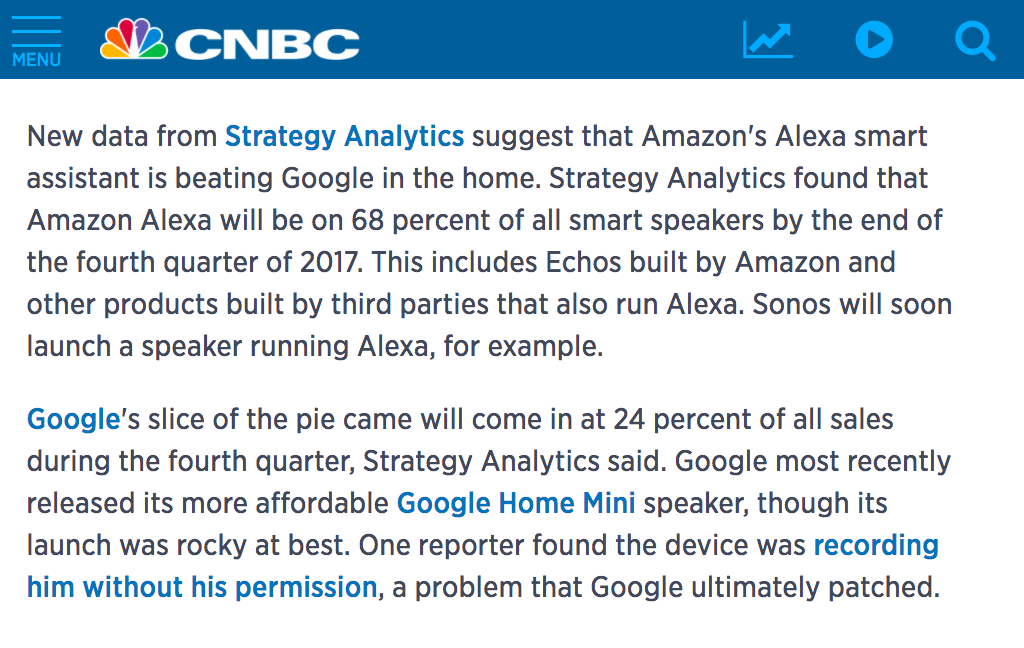 MENU
CNBC
New data from Strategy Analytics suggest that Amazon's Alexa smart
assistant is beating Google in the home. Strategy Analytics found that
Amazon Alexa will be on 68 percent of all smart speakers by the end of
the fourth quarter of 2017. This includes Echos built by Amazon and
other products built by third parties that also run Alexa. Sonos will soon
launch a speaker running Alexa, for example.
Google's slice of the pie came will come in at 24 percent of all sales
during the fourth quarter, Strategy Analytics said. Google most recently
released its more affordable Google Home Mini speaker, though its
launch was rocky at best. One reporter found the device was recording
him without his permission, a problem that Google ultimately patched.